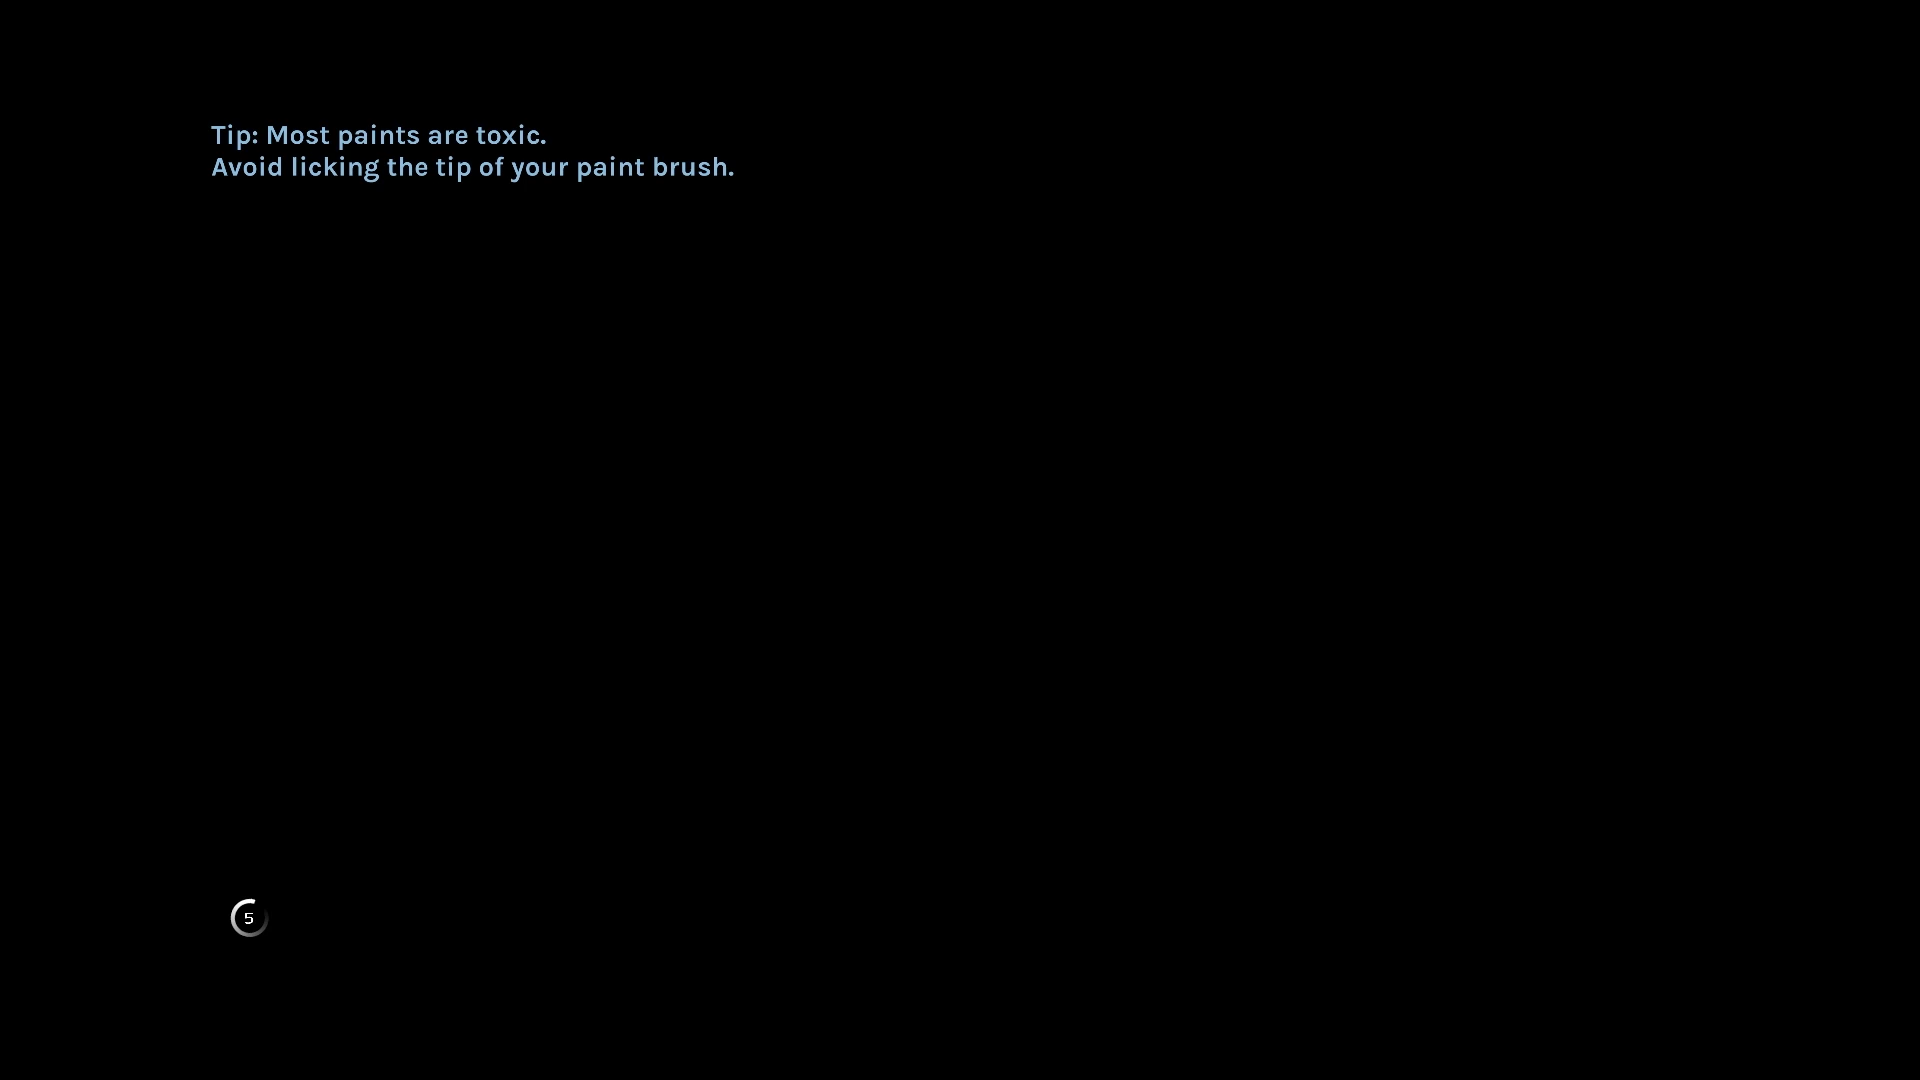 Tip: Most paints are toxic.
Avoid licking the tip of your paint brush.
5